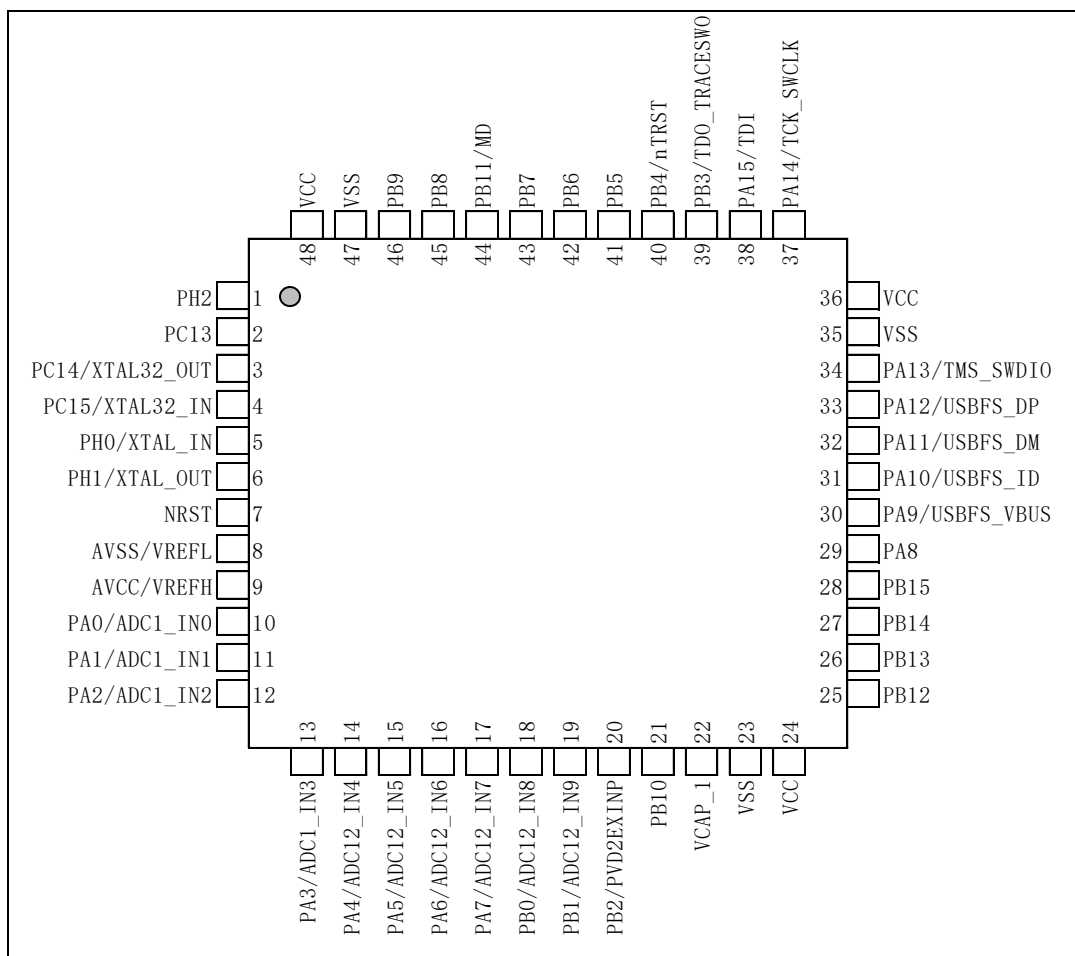 VCC
VSS
PB9
PB8
PB11/MD
PB7
PB6
PB5
PB4/nTRST
PB3/TDO_TRACESWO
PA15/TDI
PA14/TCK_SWCLK
48
47
46
45
44
43
42
41
40
39
38
37
PH2 1
PC13 2
PC14/XTAL32_OUT 3
PC15/XTAL32_IN 4
PH0/XTAL_IN 5
PH1/XTAL_OUT 6
NRST 7
AVSS/VREFL 8
AVCC/VREFH 9
PA0/ADC1_IN0 10
PA1/ADC1_IN1 11
PA2/ADC1_IN2 12
36 VCC
35 VSS
34 PA13/TMS_SWDIO
33 PA12/USBFS_DP
32 PA11/USBFS_DM
31 PA10/USBFS_ID
30 PA9/USBFS_VBUS
29 PA8
28 PB15
27 PB14
26 PB13
25 PB12
13
14
15
16
17
18
19
20
21
22
23
24
PA3/ADC1_IN3
PA4/ADC12_IN4
PA5/ADC12_IN5
PA6/ADC12_IN6
PA7/ADC12_IN7
PB0/ADC12_IN8
PB1/ADC12_IN9
PB2/PVD2EXINP
PB10
VCAP_1
VSS
VCC